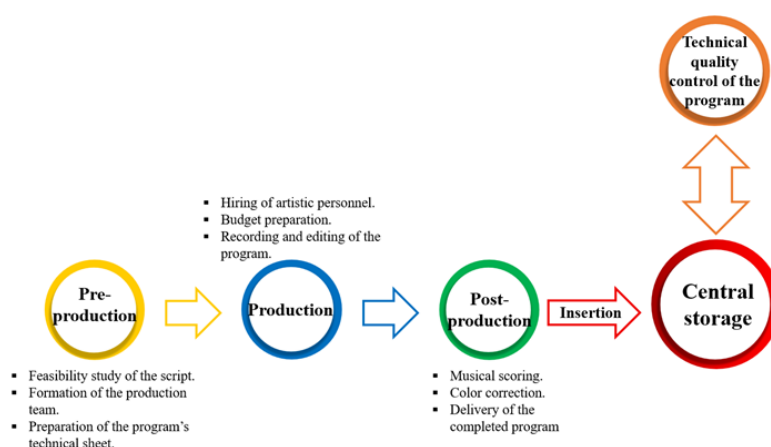 Technical
quality
control of the
program
▪ Hiring of artistic personnel.
▪ Budget preparation.
▪ Recording and editing of the
program.
Pre-
production
Production
Post-
production
Insertion
Central
storage
▪ Feasibility study of the script.
▪ Formation of the production
team.
▪ Preparation of the program’s
technical sheet.
▪ Musical scoring.
▪ Color correction.
▪ Delivery of the
completed program